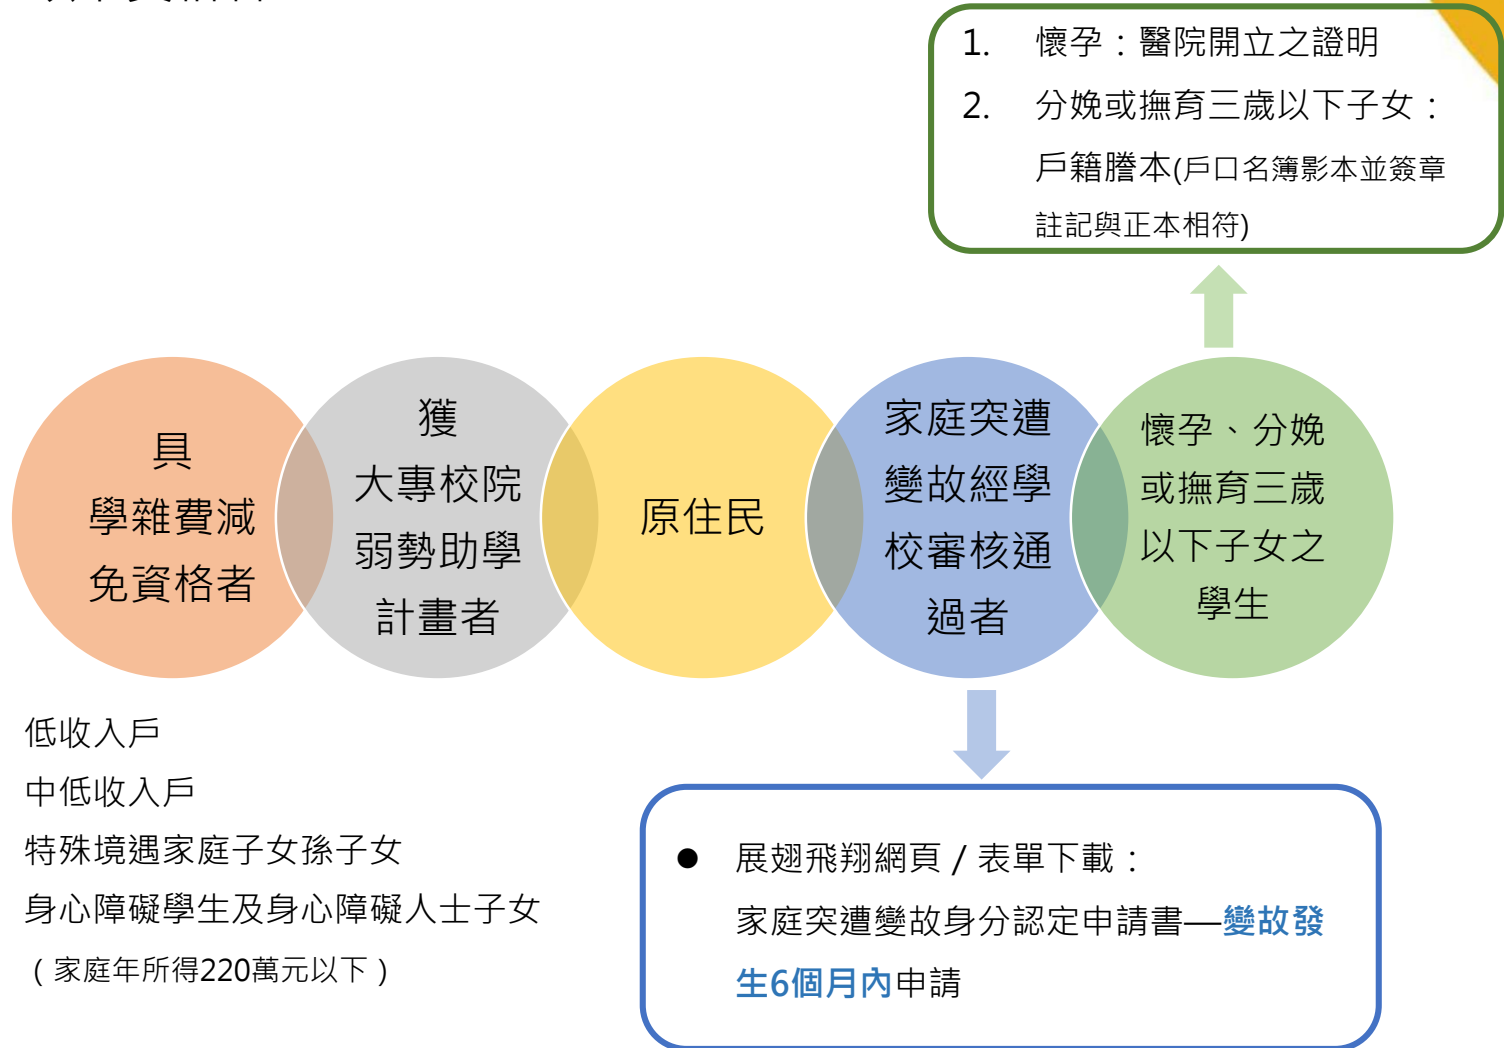 1. 懷孕：醫院開立之證明
2. 分娩或撫育三歲以下子女：
戶籍謄本(戶口名簿影本並簽章
註記與正本相符)
具
學雜費減
免資格者
獲
大專校院
弱勢助學
計畫者
原住民
家庭突遭
變故經學
校審核通
過者
懷孕、分娩
或撫育三歲
以下子女之
學生
低收入戶
中低收入戶
特殊境遇家庭子女孫子女
身心障礙學生及身心障礙人士子女
（家庭年所得220萬元以下）
● 展翅飛翔網頁 / 表單下載：
家庭突遭變故身分認定申請書—變故發
生6個月內申請